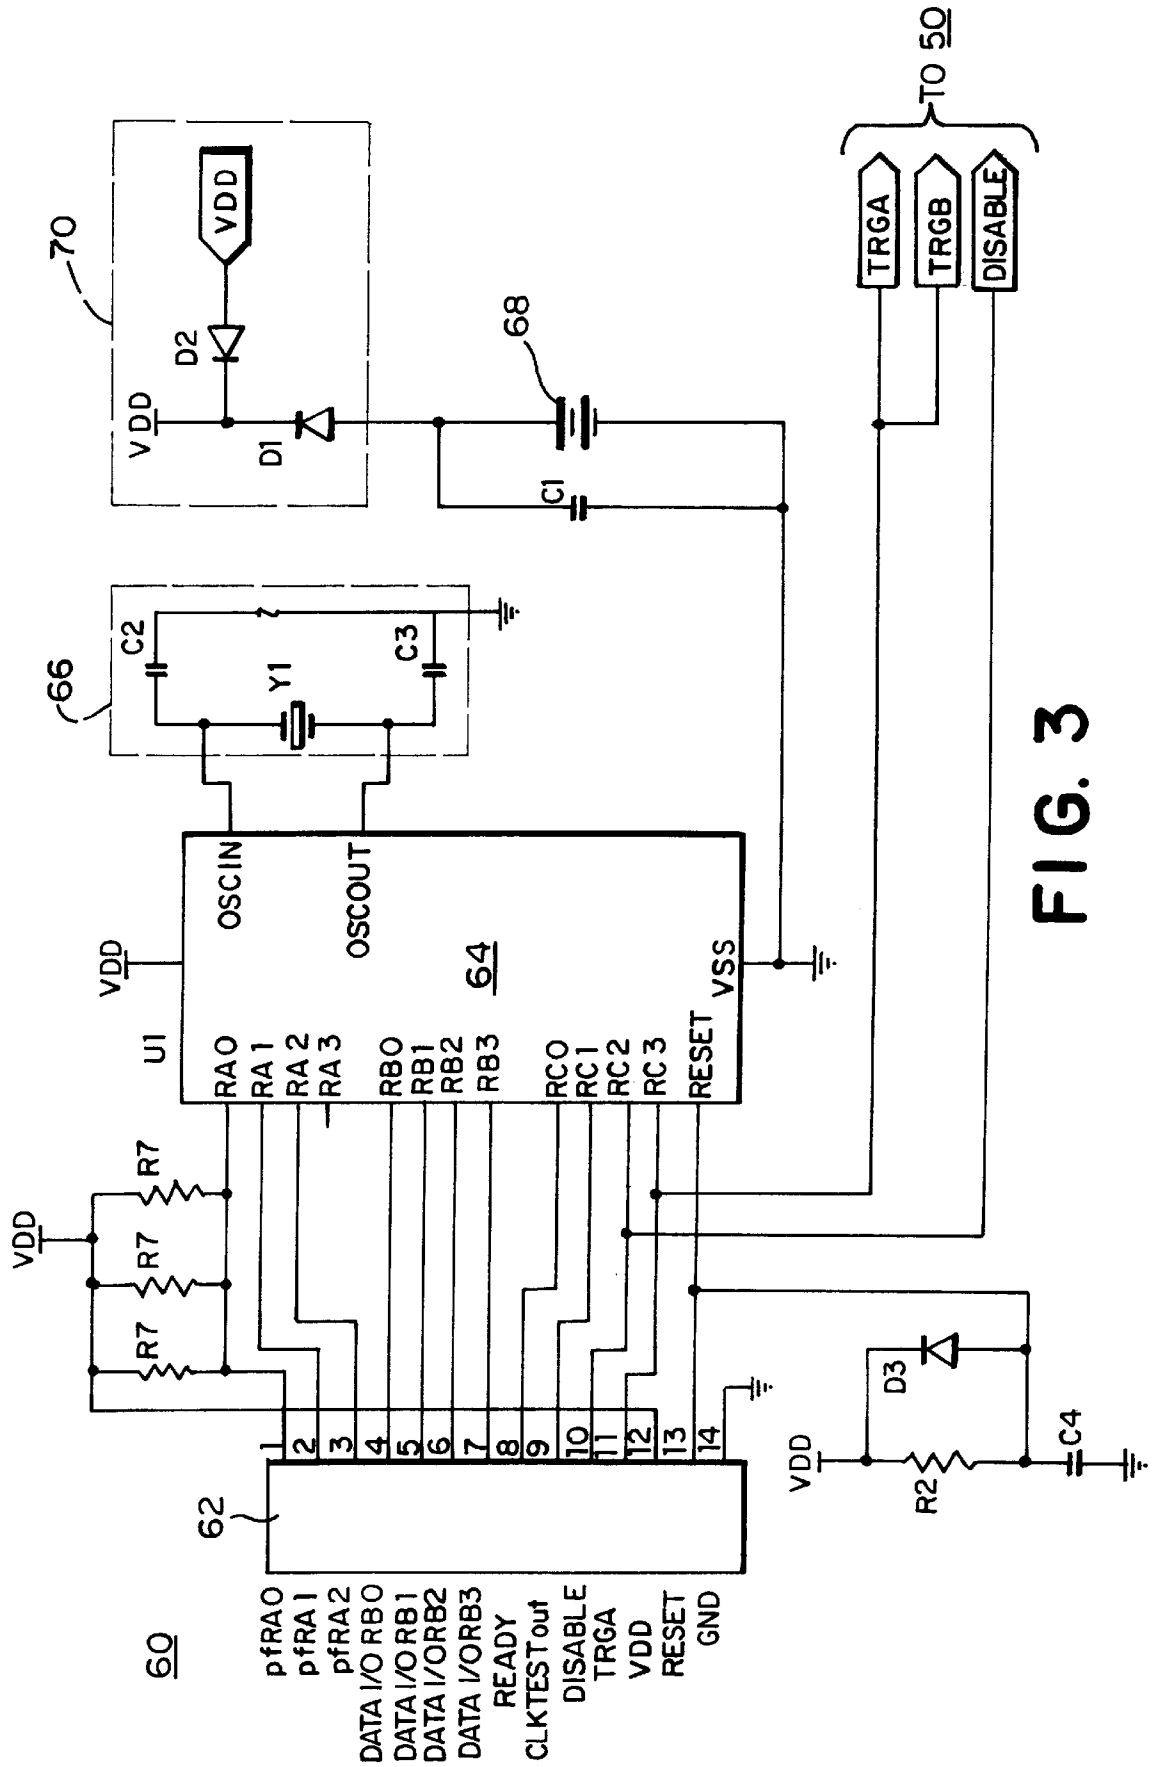 60
62
pfRA0
pfRA1
pfRA2
DATA I/O RB0
DATA I/ORB1
DATA I/ORB2
DATA I/ORB3
READY
CLKTESTout
DISABLE
TRGA
VDD
RESET
GND
1
2
3
4
5
6
7
8
9
10
11
12
13
14
VDD
R7
R7
R7
VDD
R2
D3
C4
U1
VDD
RA0
RA1
RA2
RA3
RB0
RB1
RB2
RB3
RC0
RC1
RC2
RC3
RESET
OSCIN
OSCOUT
64
VSS
66
C2
Y1
C3
70
VDD
D2
VDD
D1
C1
68
TRGA
TRGB
DISABLE
TO 50
FIG. 3